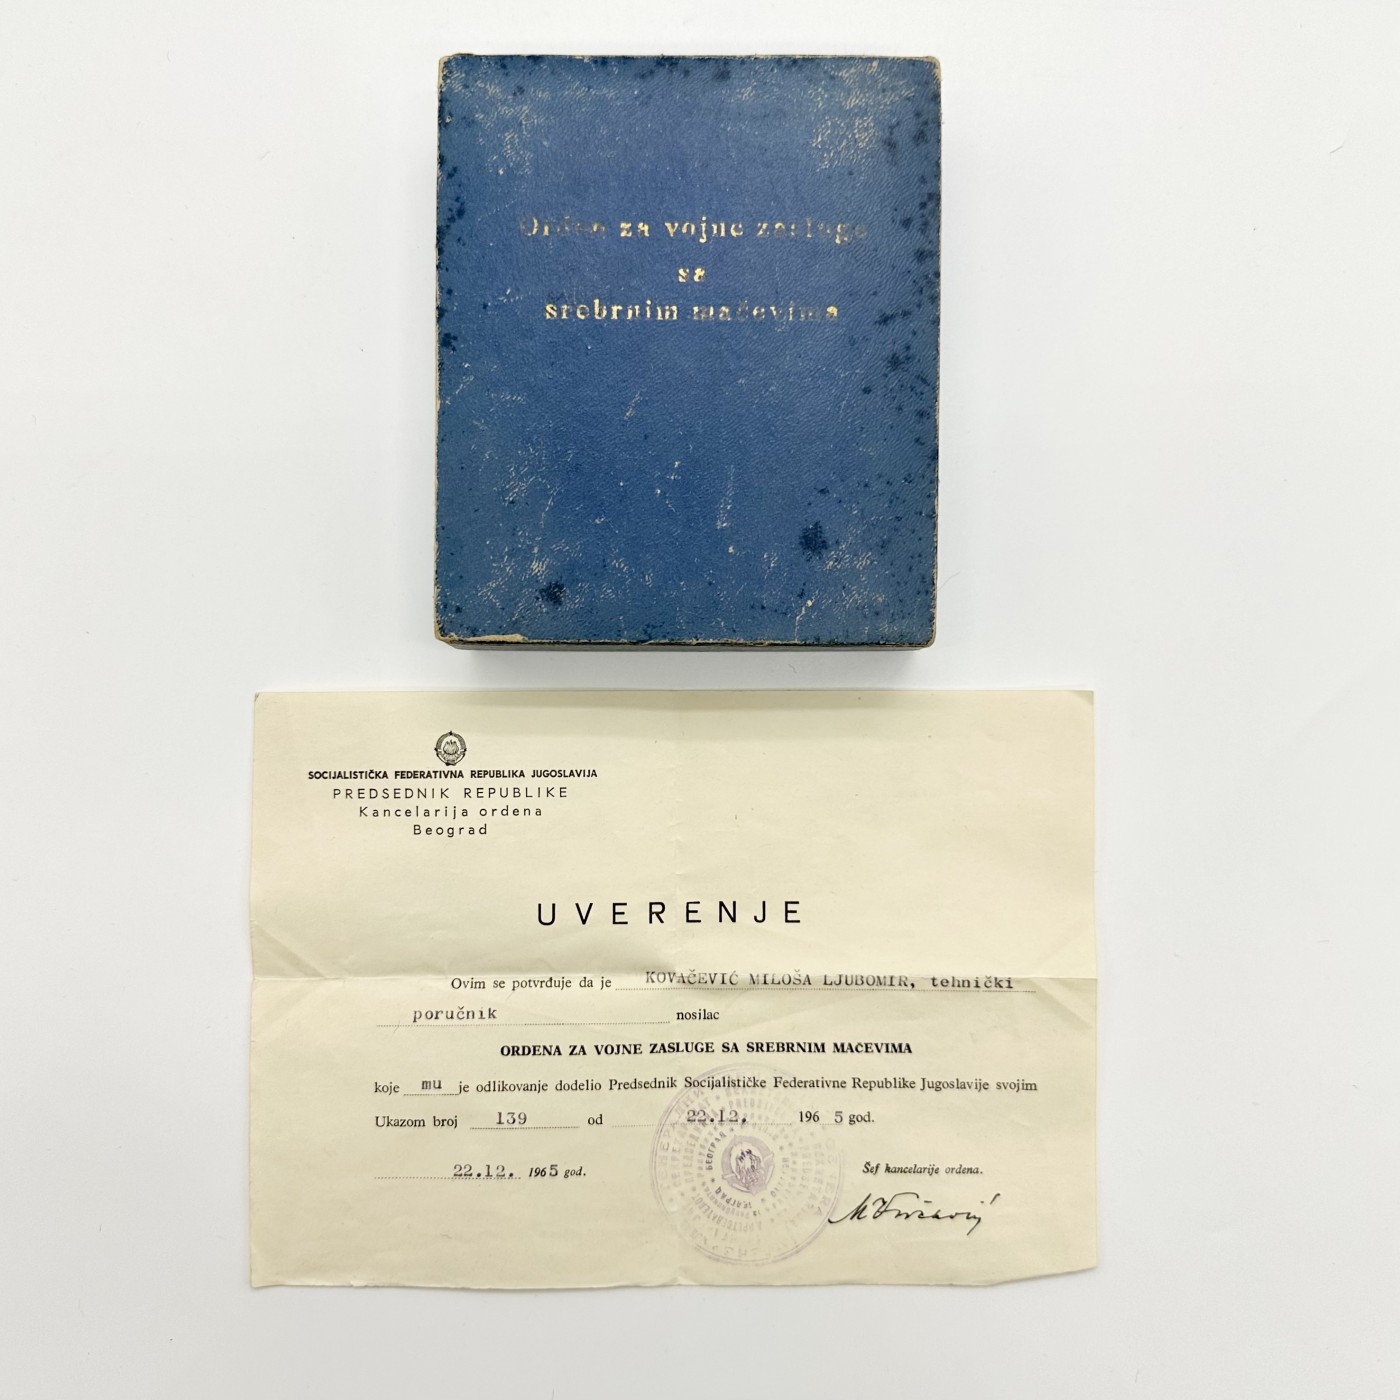 Orden za vojne zasluge
sa
srebrnim mačevima
SOCIJALISTIČKA FEDERATIVNA REPUBLIKA JUGOSLAVIJA
PREDSEDNIK REPUBLIKE
Kancelarija ordena
Beograd
UVERENJE
Ovim se potvrđuje da je KOVAČEVIĆ MILOŠA LJUBOMIR, tehnički
poručnik nosilac
ORDENA ZA VOJNE ZASLUGE SA SREBRNIM MAČEVIMA
koje mu je odlikovanje dodelio Predsednik Socijalističke Federativne Republike Jugoslavije svojim
Ukazom broj 139 od 22.12. 196 5 god.
22.12. 1965 god.
Šef kancelarije ordena.
БЕОГРАД